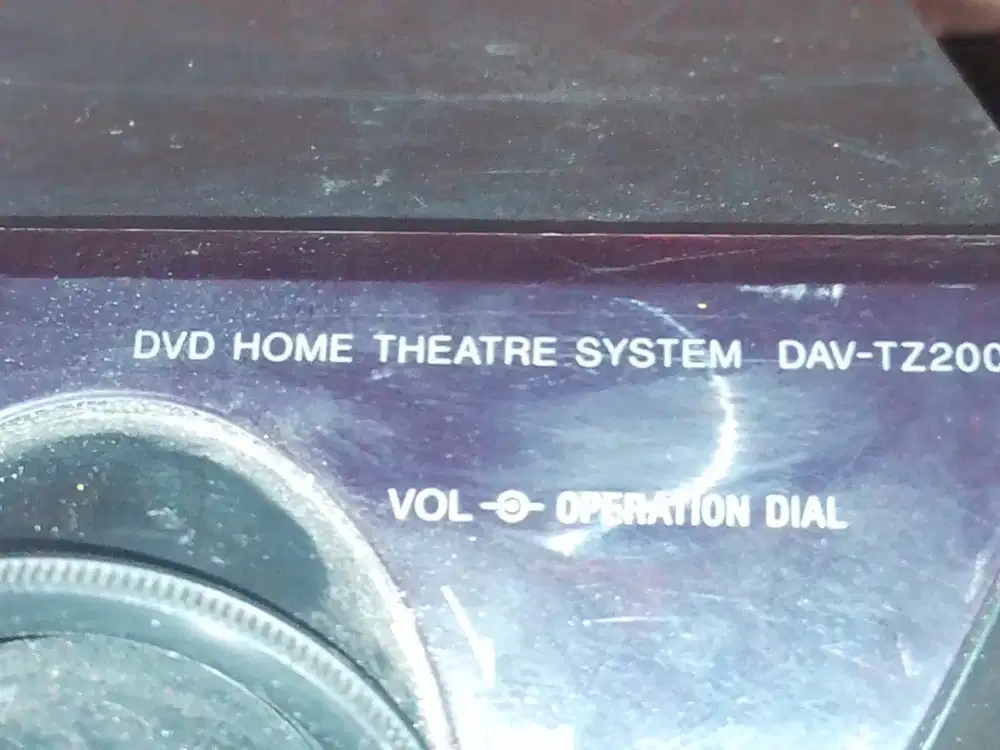 DVD HOME THEATRE SYSTEM DAV-TZ200
VOL OPERATION DIAL